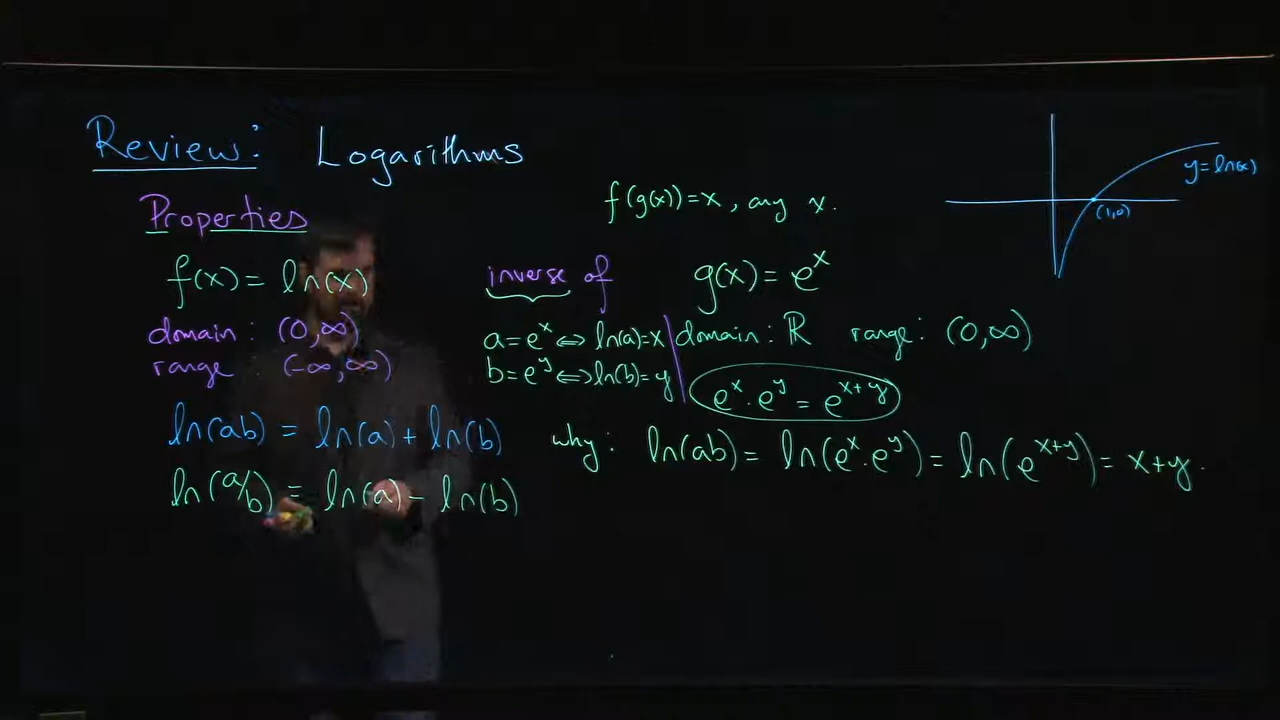 Review: Logarithms
Properties
f(x) = ln(x)
domain: (0,∞)
range: (-∞,∞)
ln(ab) = ln(a) + ln(b)
ln(a/b) = ln(a) - ln(b)
f(g(x)) = x, any x.
inverse of g(x) = e^x
a = e^x ⇔ ln(a) = x
b = e^y ⇔ ln(b) = y
domain: ℝ range: (0,∞)
e^x · e^y = e^(x+y)
why: ln(ab) = ln(e^x · e^y) = ln(e^(x+y)) = x+y.
y = ln(x)
(1,0)